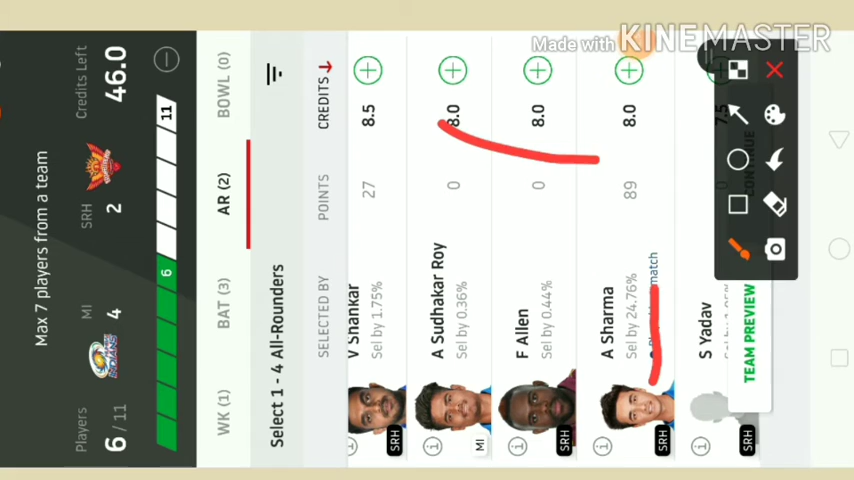 Made with KINEMASTER
Max 7 players from a team
Players
6 / 11
MI
4
SRH
2
Credits Left
46.0
6
11
WK (1)
BAT (3)
AR (2)
BOWL (0)
Select 1 - 4 All-Rounders
SELECTED BY
POINTS
CREDITS
V Shankar
Sel by 1.75%
27
8.5
SRH
A Sudhakar Roy
Sel by 0.36%
0
8.0
MI
F Allen
Sel by 0.44%
0
8.0
SRH
A Sharma
Sel by 24.76%
match
89
8.0
SRH
S Yadav
7.5
SRH
TEAM PREVIEW
CONTINUE